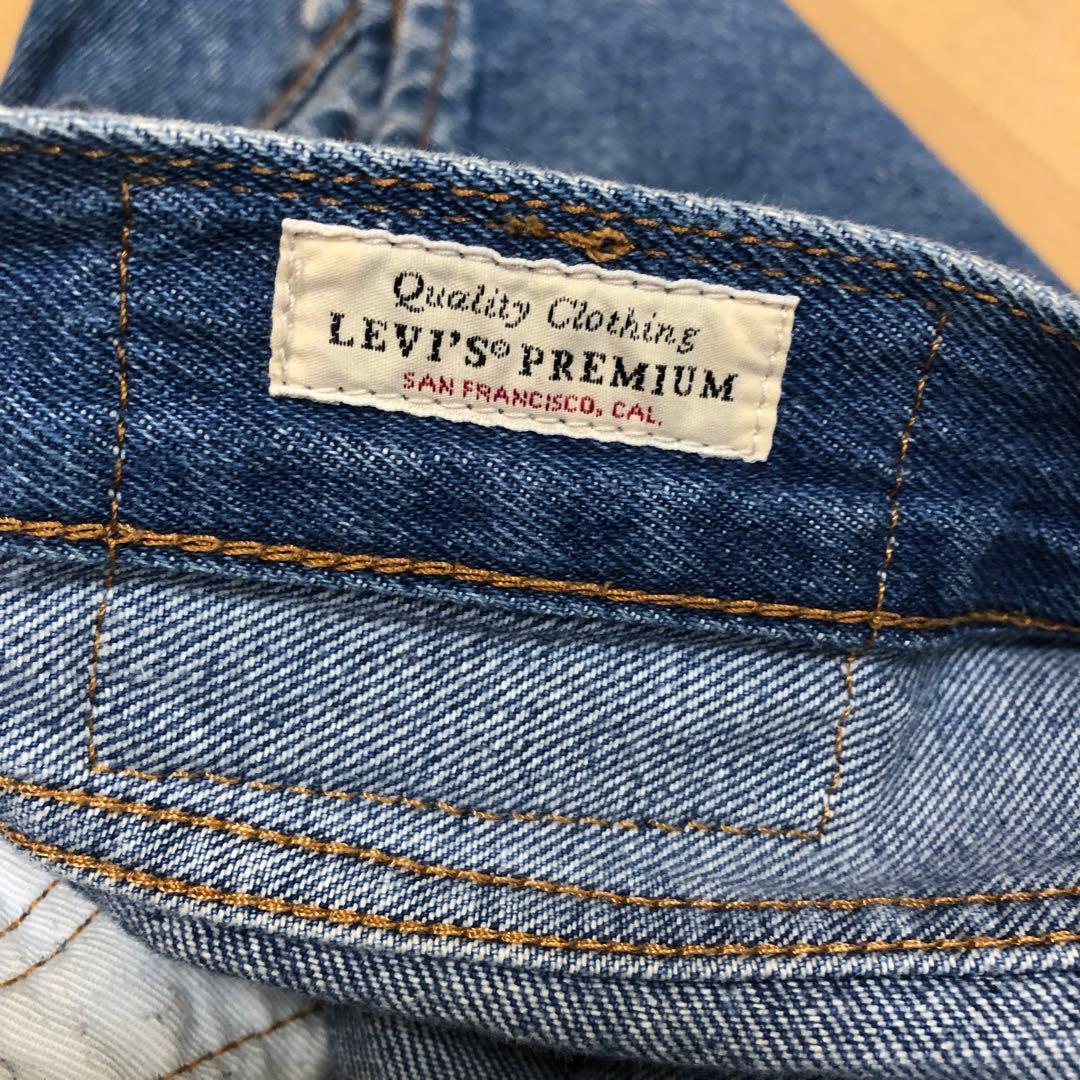 Quality Clothing
LEVI'S® PREMIUM
SAN FRANCISCO, CAL.